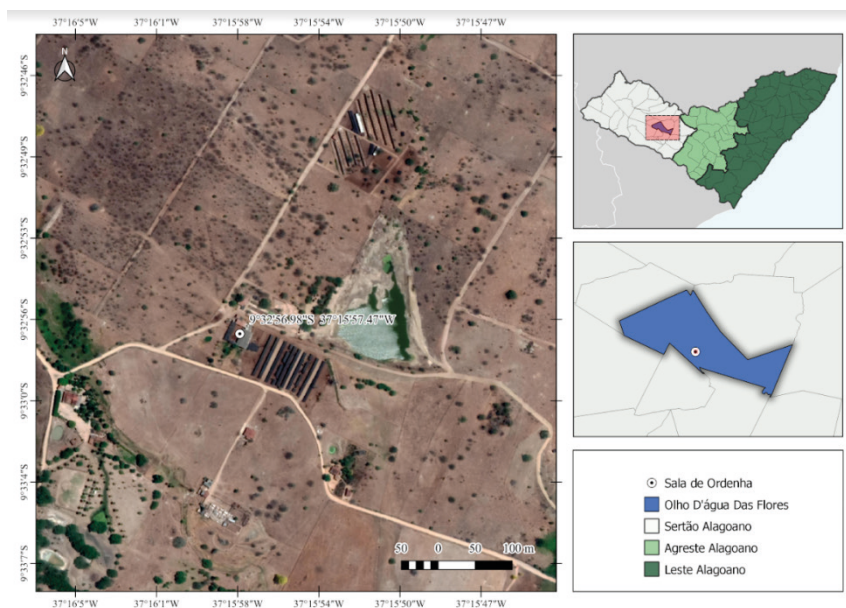 37°16'5"W 37°16'1"W 37°15'58"W 37°15'54"W 37°15'50"W 37°15'47"W
N
9°32'46"S
9°32'49"S
9°32'53"S
9°32'56"S
9°32'56.98"S 37°15'57.47"W
9°33'0"S
9°33'4"S
9°33'7"S
50 0 50 100 m
37°16'5"W 37°16'1"W 37°15'58"W 37°15'54"W 37°15'50"W 37°15'47"W
Sala de Ordenha
Olho D'água Das Flores
Sertão Alagoano
Agreste Alagoano
Leste Alagoano